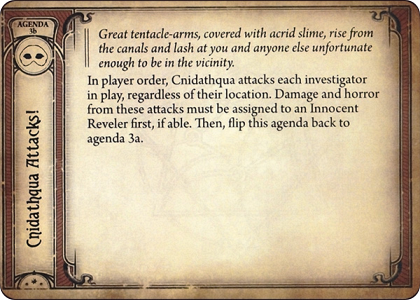 AGENDA
3b
Cnidathqua Attacks!
Great tentacle-arms, covered with acrid slime, rise from
the canals and lash at you and anyone else unfortunate
enough to be in the vicinity.
In player order, Cnidathqua attacks each investigator
in play, regardless of their location. Damage and horror
from these attacks must be assigned to an Innocent
Reveler first, if able. Then, flip this agenda back to
agenda 3a.